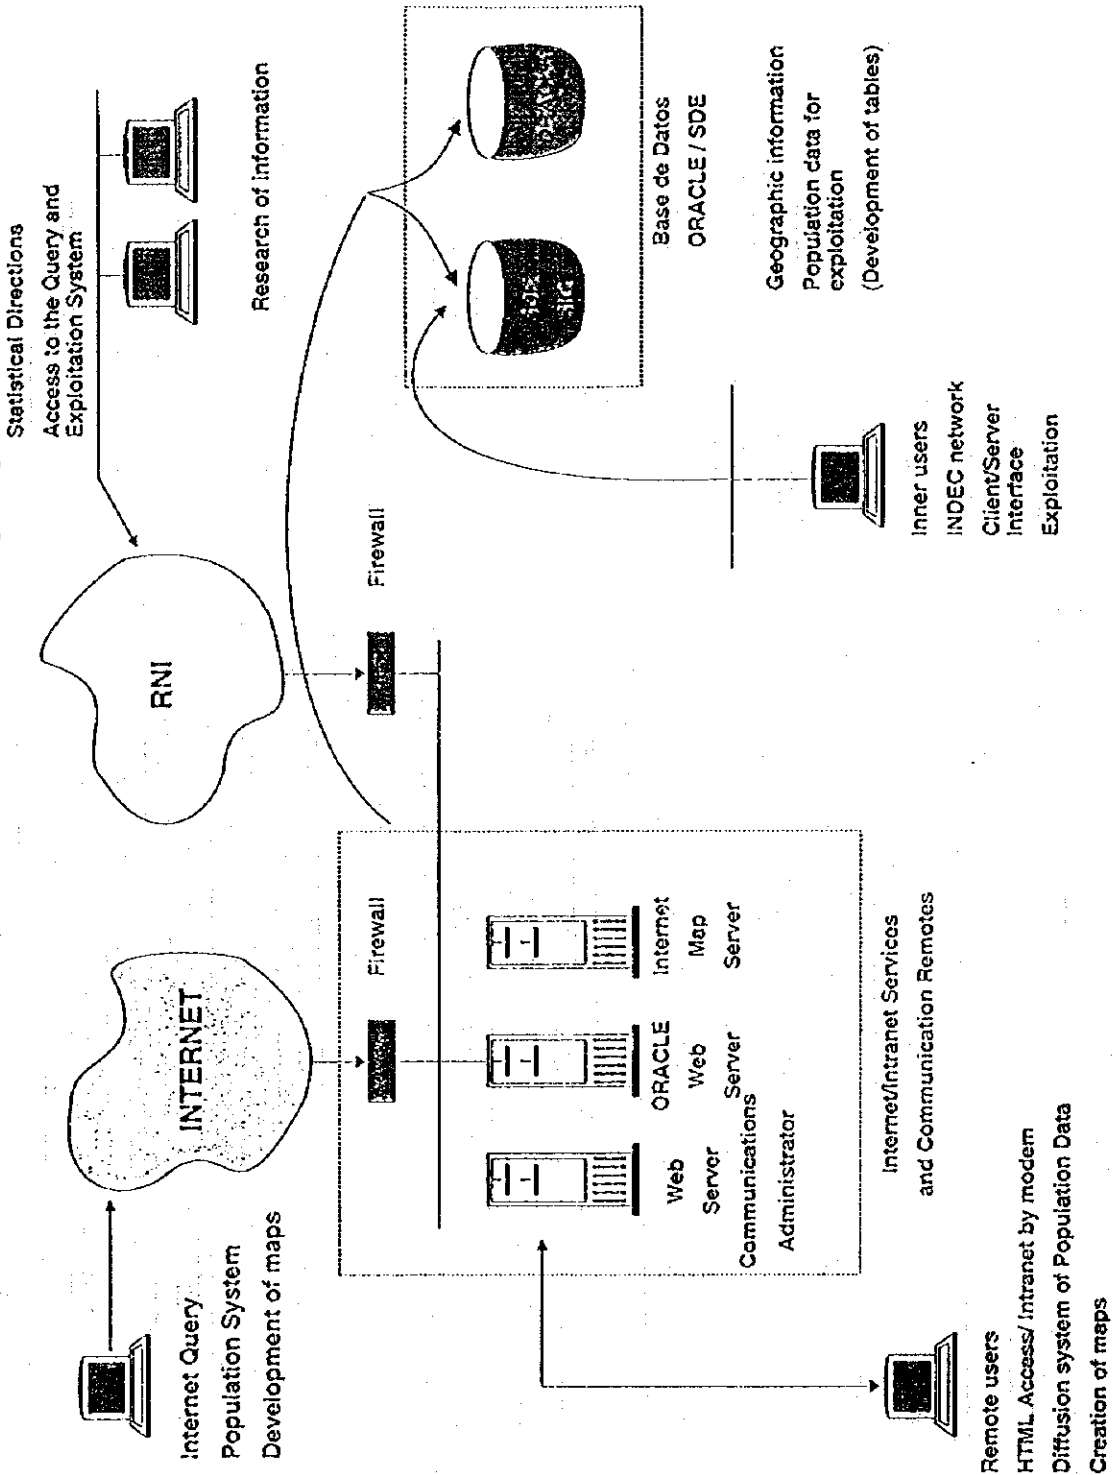 Statistical Directions
Access to the Query and
Exploitation System
Research of Information
INTERNET
RNI
Internet Query
Population System
Development of maps
Firewall
Firewall
Web
Server
Communications
Administrator
ORACLE
Web
Server
Internet
Map
Server
Internet/Intranet Services
and Communication Remotes
SIG
Base de Datos
ORACLE / SDE
Geographic information
Population data for
exploitation
(Development of tables)
Inner users
INDEC network
Client/Server
Interface
Exploitation
Remote users
HTML Access/ Intranet by modem
Diffusion system of Population Data
Creation of maps